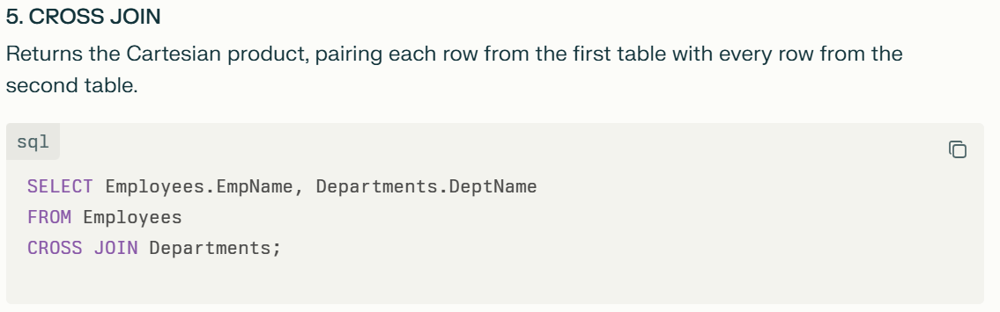 5. CROSS JOIN
Returns the Cartesian product, pairing each row from the first table with every row from the
second table.
sql
SELECT Employees.EmpName, Departments.DeptName
FROM Employees
CROSS JOIN Departments;